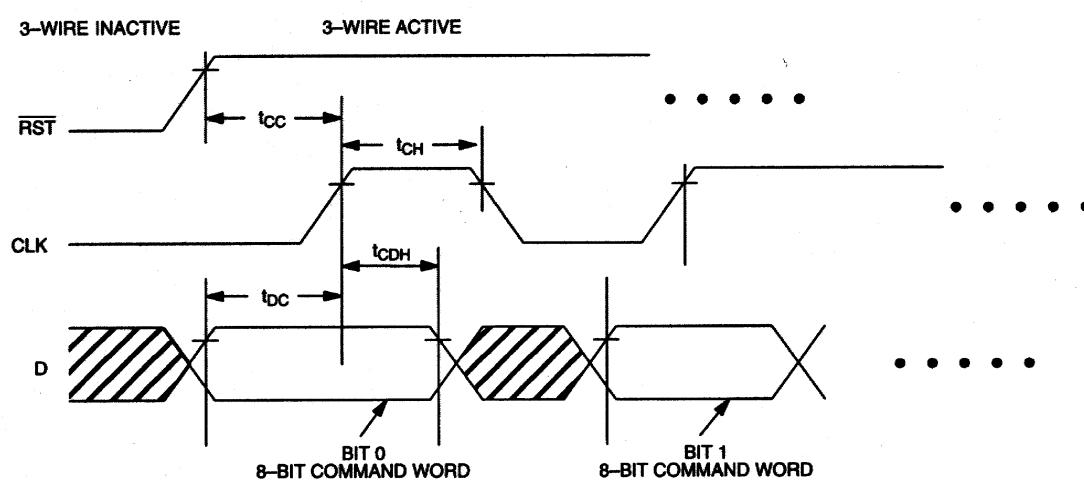 3–WIRE INACTIVE
3–WIRE ACTIVE
RST
tCC
tCH
CLK
tCDH
tDC
D
BIT 0
8–BIT COMMAND WORD
BIT 1
8–BIT COMMAND WORD